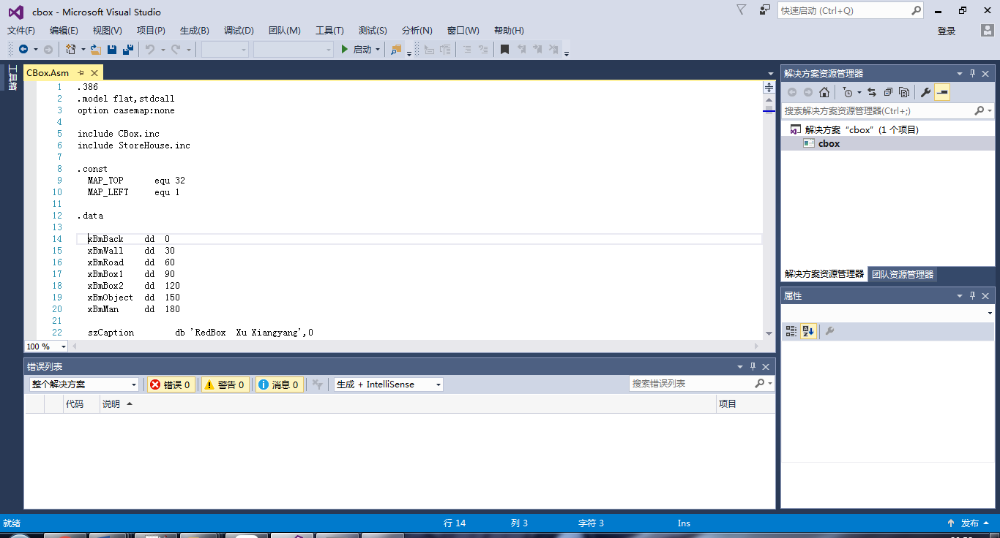 cbox - Microsoft Visual Studio
快速启动 (Ctrl+Q)
文件(F) 编辑(E) 视图(V) 项目(P) 生成(B) 调试(D) 团队(M) 工具(T) 测试(S) 分析(N) 窗口(W) 帮助(H)
登录
启动
工具箱
CBox.Asm
1 .386
2 .model flat,stdcall
3 option casemap:none
4
5 include CBox.inc
6 include StoreHouse.inc
7
8 .const
9 MAP_TOP equ 32
10 MAP_LEFT equ 1
11
12 .data
13
14 xBmBack dd 0
15 xBmWall dd 30
16 xBmRoad dd 60
17 xBmBox1 dd 90
18 xBmBox2 dd 120
19 xBmObject dd 150
20 xBmMan dd 180
21
22 szCaption db 'RedBox Xu Xiangyang',0
100 %
解决方案资源管理器
搜索解决方案资源管理器(Ctrl+;)
解决方案 “cbox” (1 个项目)
cbox
解决方案资源管理器 团队资源管理器
属性
错误列表
整个解决方案 错误 0 警告 0 消息 0 生成 + IntelliSense 搜索错误列表
代码 说明 项目
就绪 行 14 列 3 字符 3 Ins 发布